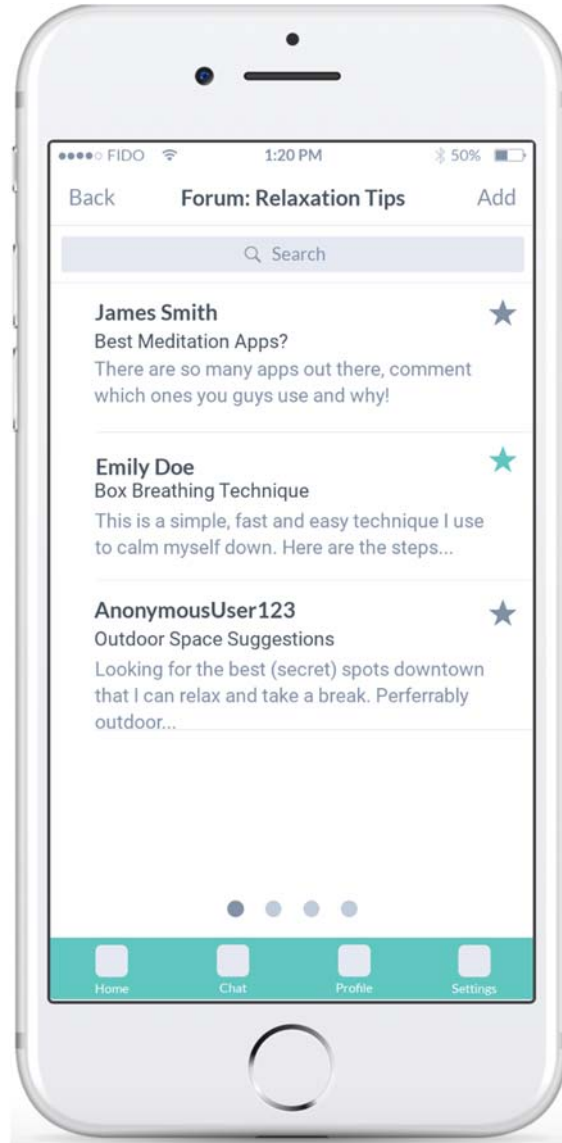 FIDO 1:20 PM 50%
Back Forum: Relaxation Tips Add
Search
James Smith
Best Meditation Apps?
There are so many apps out there, comment
which ones you guys use and why!
Emily Doe
Box Breathing Technique
This is a simple, fast and easy technique I use
to calm myself down. Here are the steps...
AnonymousUser123
Outdoor Space Suggestions
Looking for the best (secret) spots downtown
that I can relax and take a break. Perferrably
outdoor...
Home Chat Profile Settings